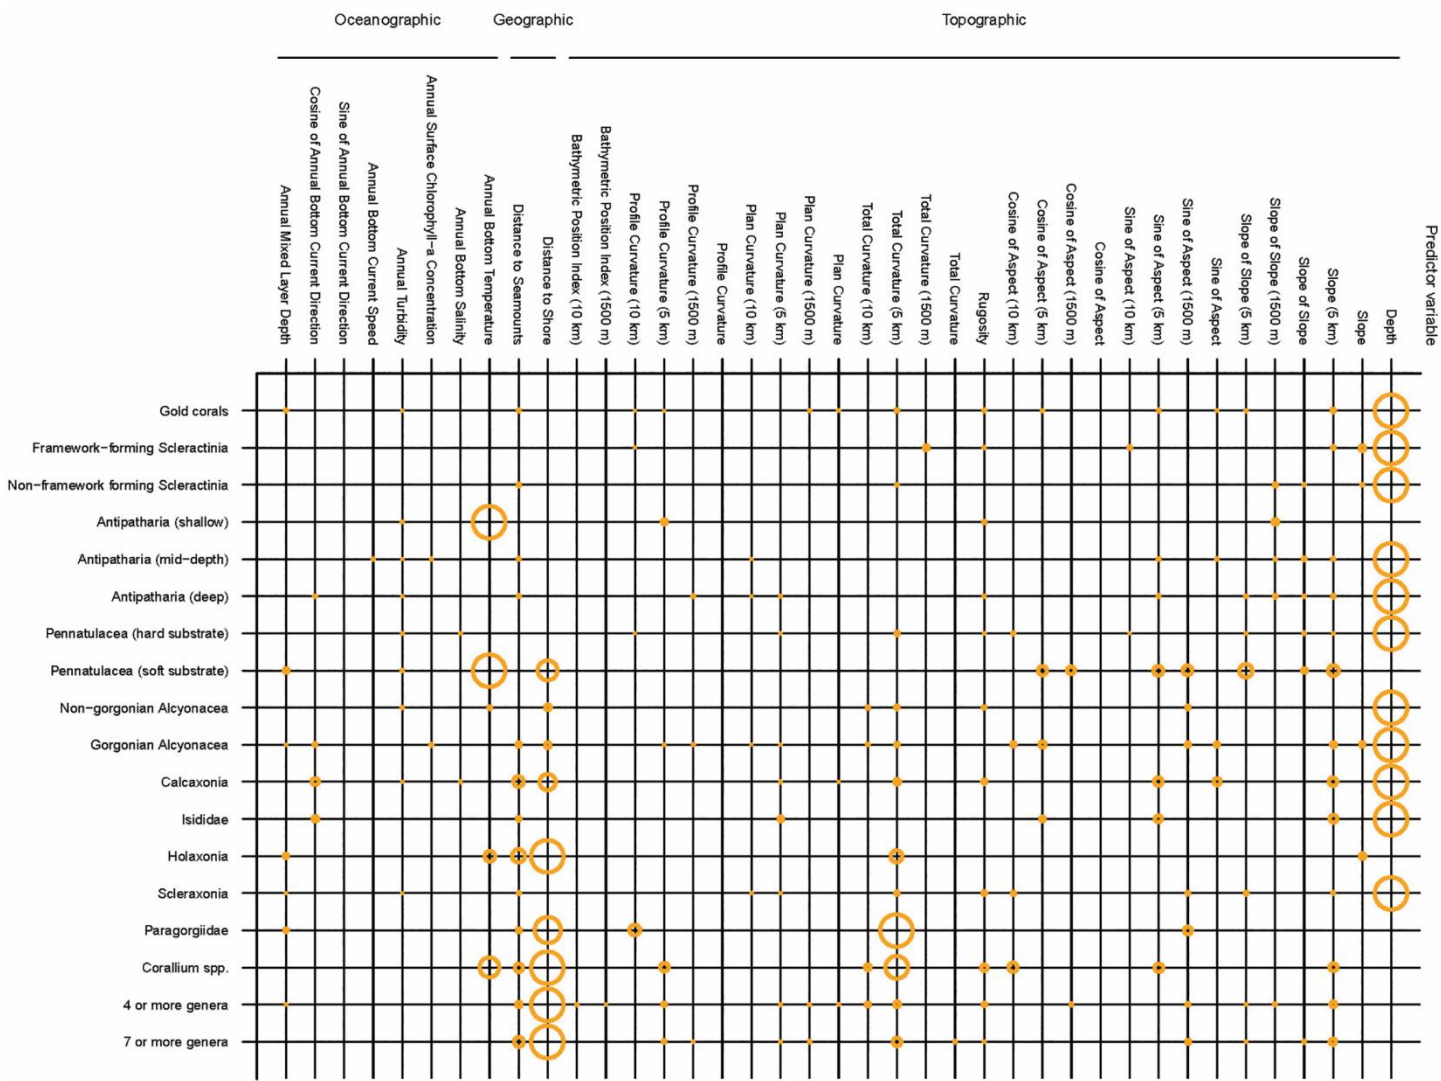 Oceanographic
Geographic
Topographic
Annual Mixed Layer Depth
Cosine of Annual Bottom Current Direction
Sine of Annual Bottom Current Direction
Annual Bottom Current Speed
Annual Turbidity
Annual Surface Chlorophyll−a Concentration
Annual Bottom Salinity
Annual Bottom Temperature
Distance to Seamounts
Distance to Shore
Bathymetric Position Index (10 km)
Bathymetric Position Index (1500 m)
Profile Curvature (10 km)
Profile Curvature (5 km)
Profile Curvature (1500 m)
Profile Curvature
Plan Curvature (10 km)
Plan Curvature (5 km)
Plan Curvature (1500 m)
Plan Curvature
Total Curvature (10 km)
Total Curvature (5 km)
Total Curvature (1500 m)
Total Curvature
Rugosity
Cosine of Aspect (10 km)
Cosine of Aspect (5 km)
Cosine of Aspect (1500 m)
Cosine of Aspect
Sine of Aspect (10 km)
Sine of Aspect (5 km)
Sine of Aspect (1500 m)
Sine of Aspect
Slope of Slope (5 km)
Slope of Slope (1500 m)
Slope of Slope
Slope (5 km)
Slope
Depth
Predictor variable
Gold corals
Framework−forming Scleractinia
Non−framework forming Scleractinia
Antipatharia (shallow)
Antipatharia (mid−depth)
Antipatharia (deep)
Pennatulacea (hard substrate)
Pennatulacea (soft substrate)
Non−gorgonian Alcyonacea
Gorgonian Alcyonacea
Calcaxonia
Isididae
Holaxonia
Scleraxonia
Paragorgiidae
Corallium spp.
4 or more genera
7 or more genera